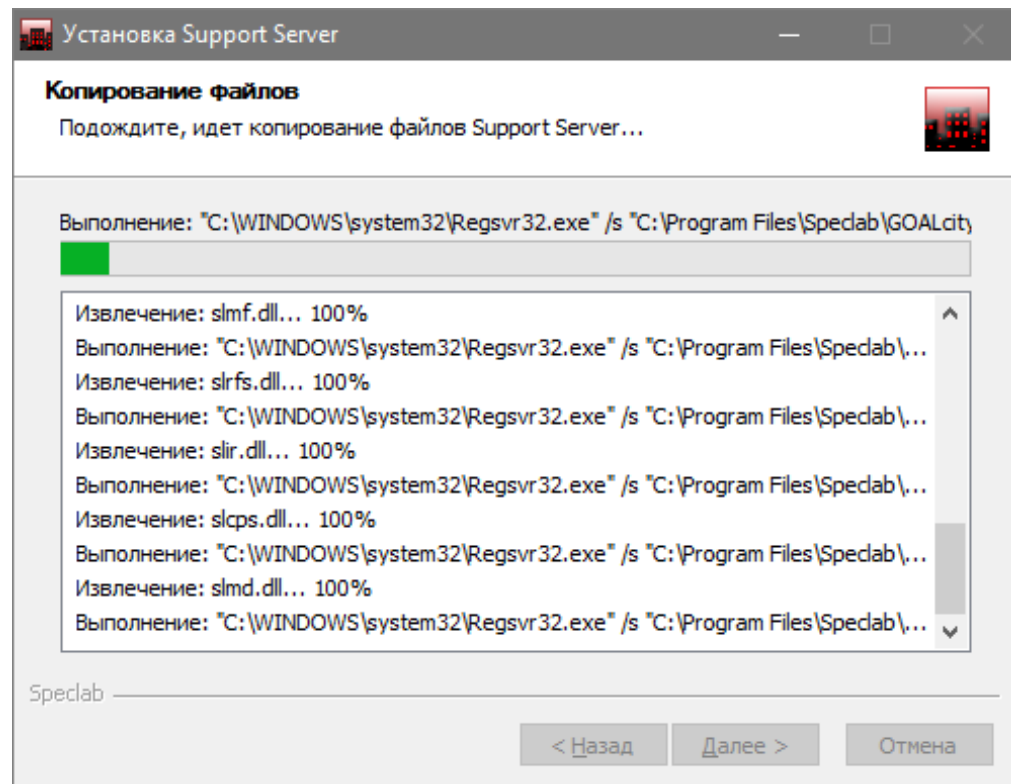 Установка Support Server
Копирование файлов
Подождите, идет копирование файлов Support Server...
Выполнение: "C:\WINDOWS\system32\Regsvr32.exe" /s "C:\Program Files\Speclab\GOALcity
Извлечение: slmf.dll... 100%
Выполнение: "C:\WINDOWS\system32\Regsvr32.exe" /s "C:\Program Files\Speclab\...
Извлечение: slrfs.dll... 100%
Выполнение: "C:\WINDOWS\system32\Regsvr32.exe" /s "C:\Program Files\Speclab\...
Извлечение: slir.dll... 100%
Выполнение: "C:\WINDOWS\system32\Regsvr32.exe" /s "C:\Program Files\Speclab\...
Извлечение: slcps.dll... 100%
Выполнение: "C:\WINDOWS\system32\Regsvr32.exe" /s "C:\Program Files\Speclab\...
Извлечение: slmd.dll... 100%
Выполнение: "C:\WINDOWS\system32\Regsvr32.exe" /s "C:\Program Files\Speclab\...
Speclab
< Назад Далее > Отмена